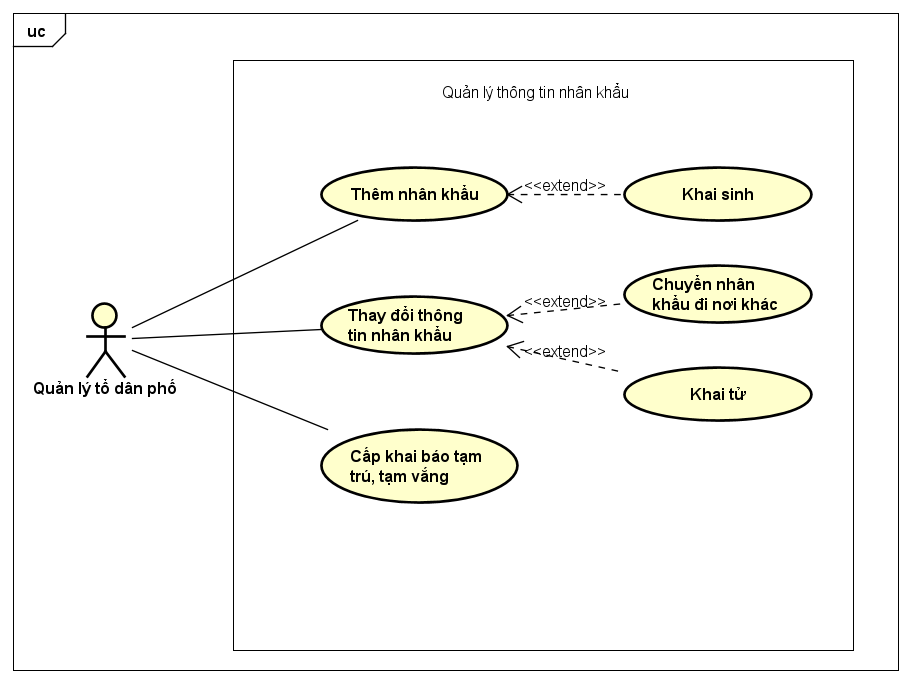 uc
Quản lý thông tin nhân khẩu
Thêm nhân khẩu
<<extend>>
Khai sinh
Thay đổi thông
tin nhân khẩu
<<extend>>
Chuyển nhân
khẩu đi nơi khác
<<extend>>
Khai tử
Quản lý tổ dân phố
Cấp khai báo tạm
trú, tạm vắng